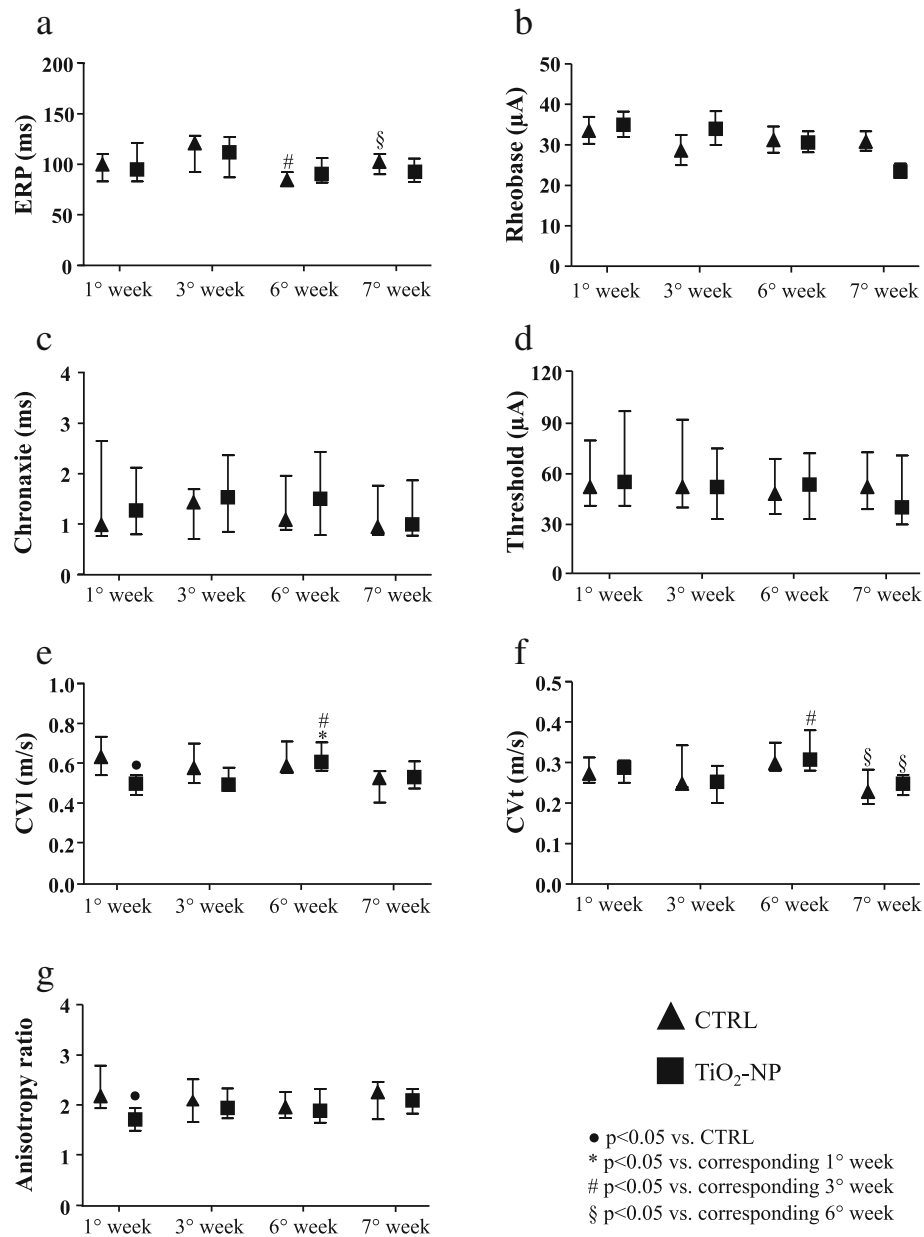 a
200
150
100
50
0
ERP (ms)
#
§
1° week 3° week 6° week 7° week
b
50
40
30
20
10
0
Rheobase (µA)
1° week 3° week 6° week 7° week
c
4
3
2
1
0
Chronaxie (ms)
1° week 3° week 6° week 7° week
d
120
90
60
30
0
Threshold (µA)
1° week 3° week 6° week 7° week
e
1.0
0.8
0.6
0.4
0.2
0.0
CVl (m/s)
●
#
*
1° week 3° week 6° week 7° week
f
0.5
0.4
0.3
0.2
0.1
0.0
CVt (m/s)
#
§ §
1° week 3° week 6° week 7° week
g
4
3
2
1
0
Anisotropy ratio
●
1° week 3° week 6° week 7° week
▲ CTRL
■ TiO₂-NP
● p<0.05 vs. CTRL
* p<0.05 vs. corresponding 1° week
# p<0.05 vs. corresponding 3° week
§ p<0.05 vs. corresponding 6° week